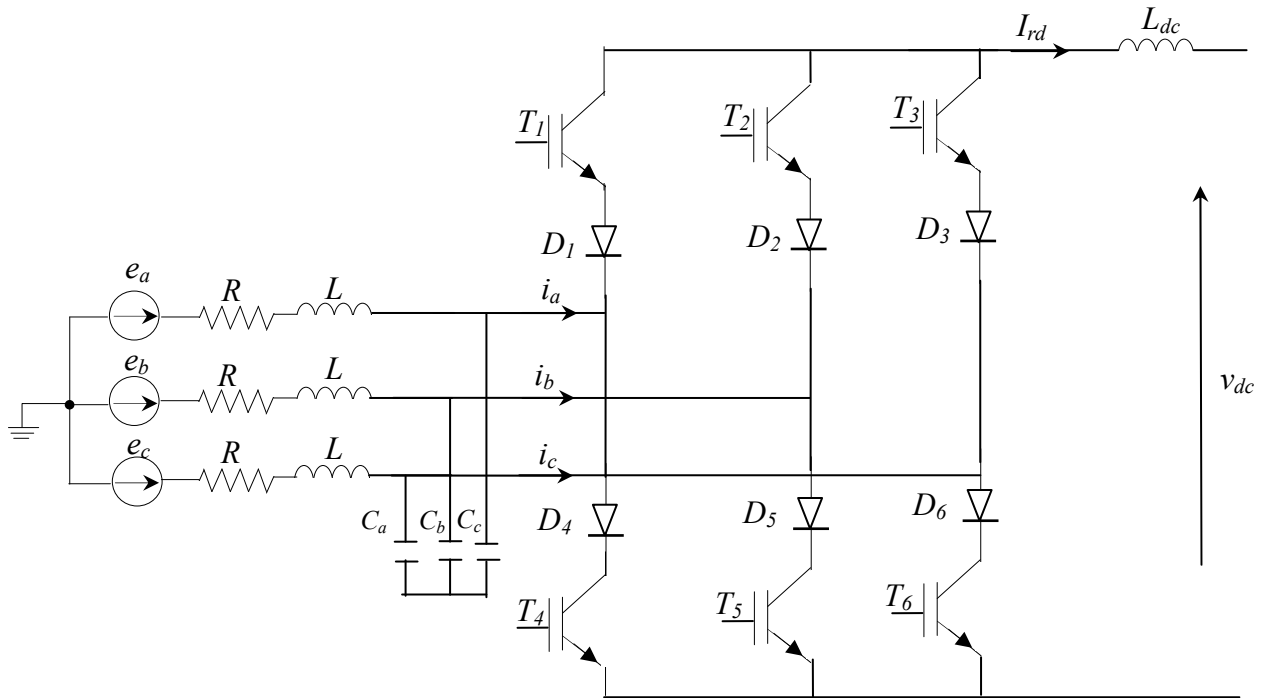 I_rd
L_dc
T_1
T_2
T_3
D_1
D_2
D_3
e_a
R
L
i_a
e_b
R
L
i_b
v_dc
e_c
R
L
i_c
C_a
C_b
C_c
D_4
D_5
D_6
T_4
T_5
T_6